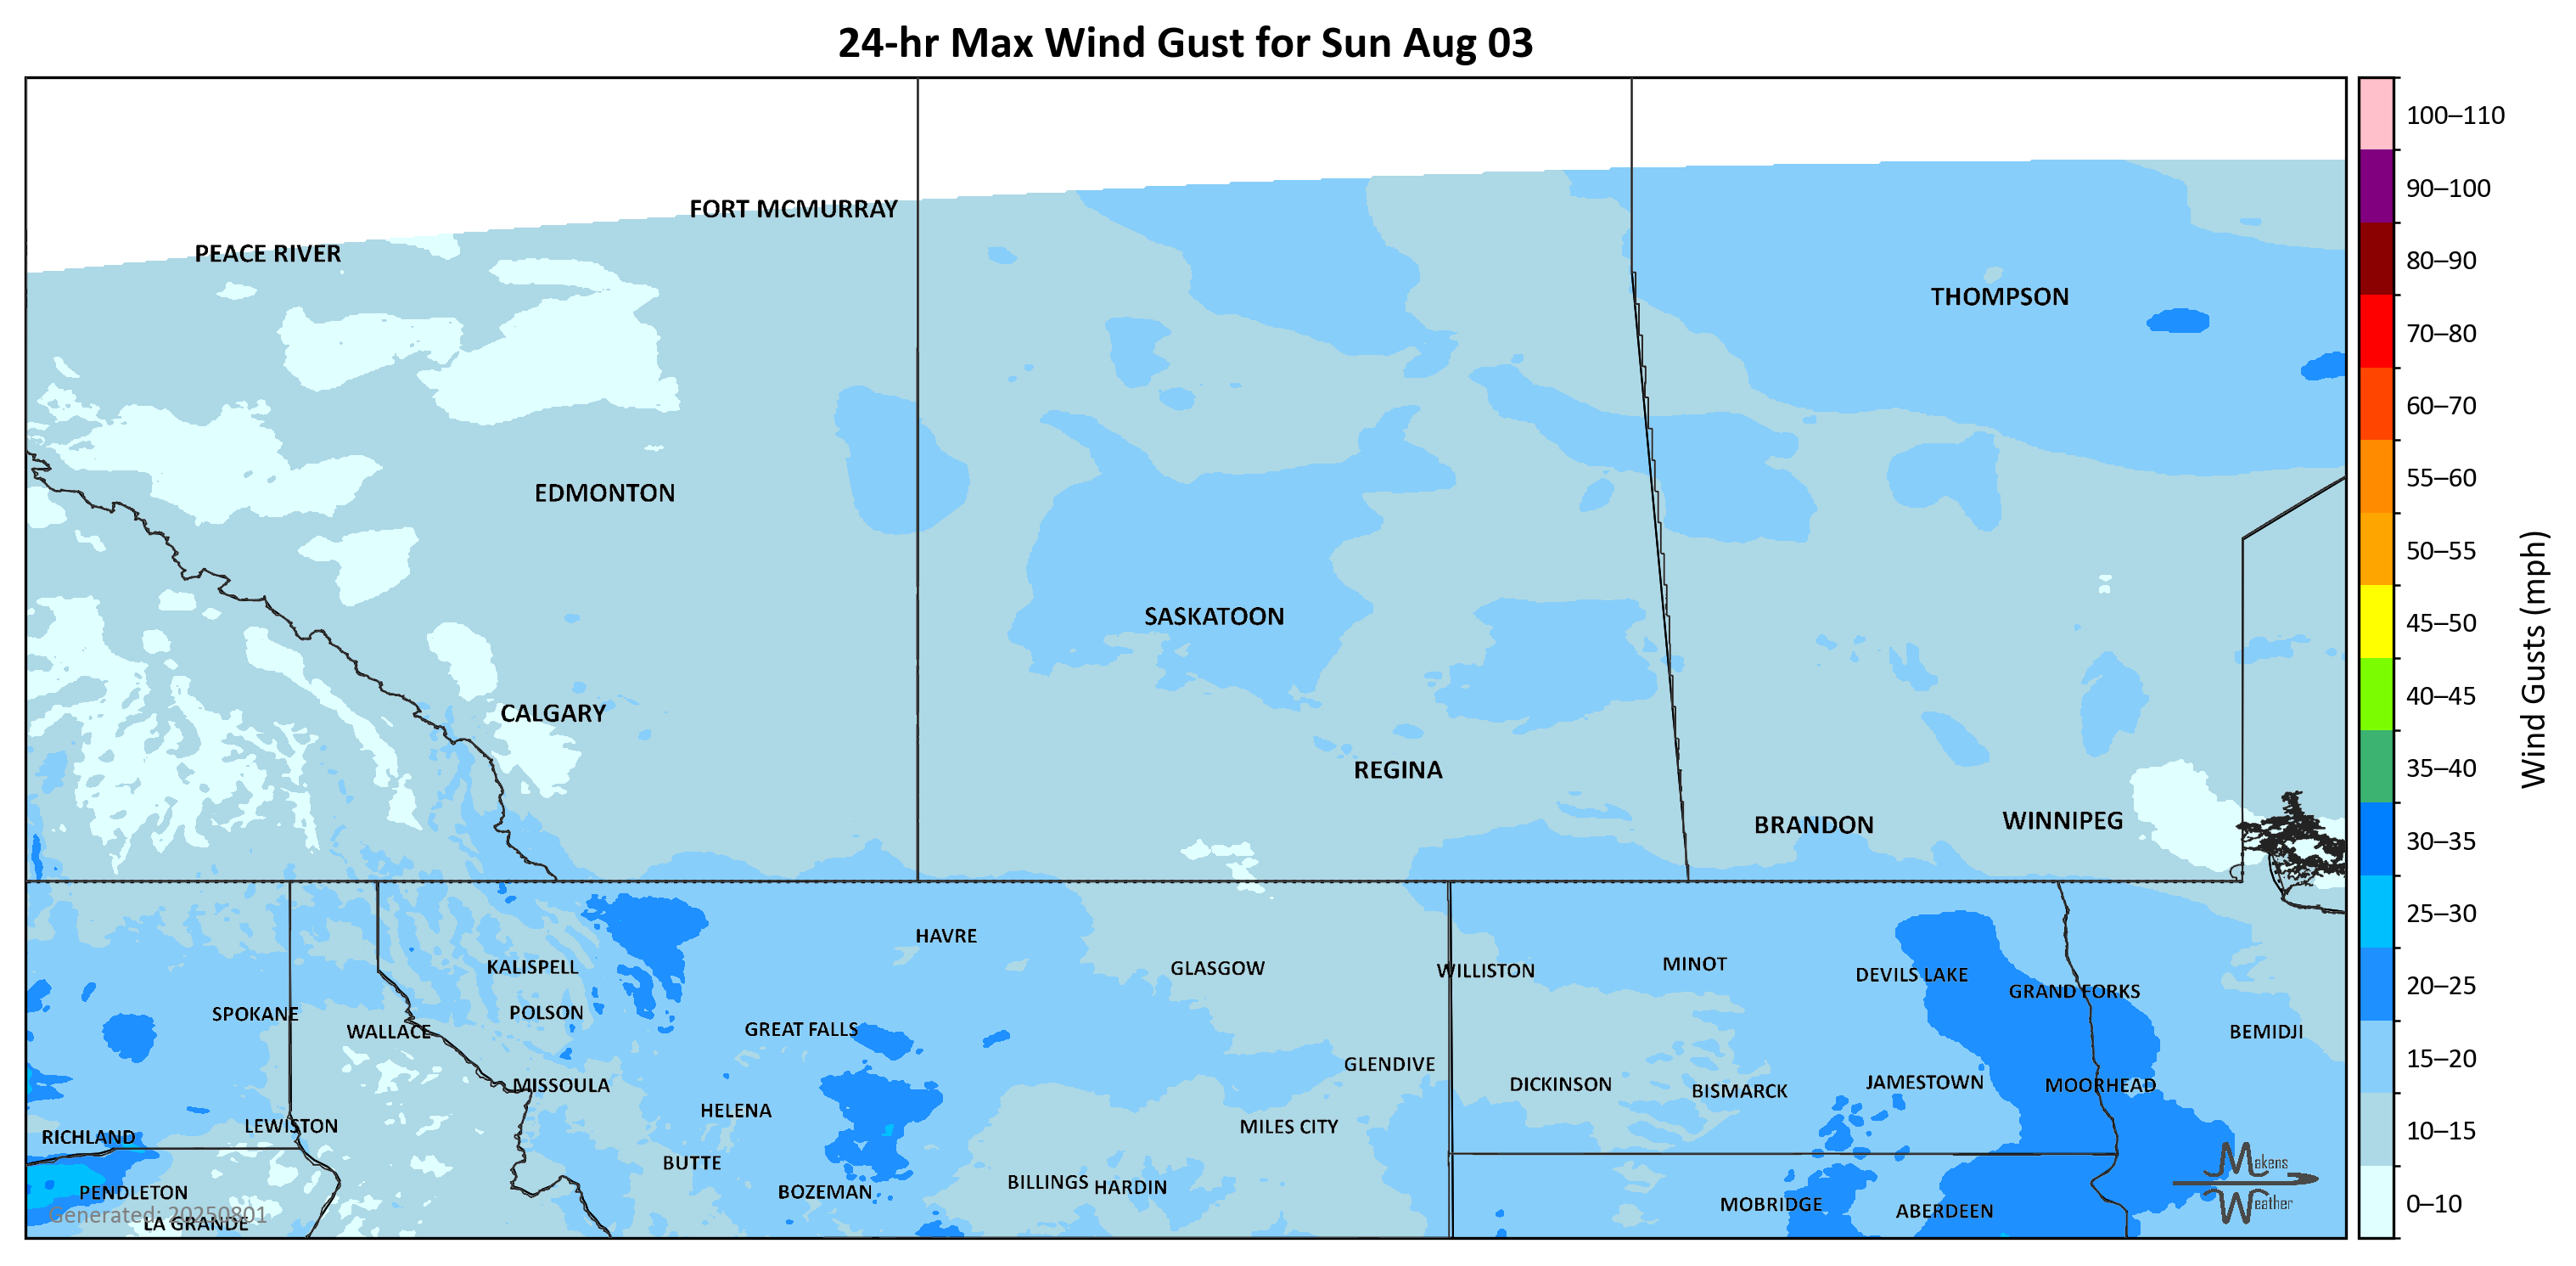 24-hr Max Wind Gust for Sun Aug 03
100–110
FORT MCMURRAY
90–100
PEACE RIVER
80–90
THOMPSON
70–80
60–70
EDMONTON
55–60
50–55
SASKATOON
45–50
Wind Gusts (mph)
40–45
CALGARY
REGINA
35–40
BRANDON
WINNIPEG
30–35
HAVRE
25–30
KALISPELL
GLASGOW
WILLISTON
MINOT
DEVILS LAKE
20–25
GRAND FORKS
SPOKANE
POLSON
WALLACE
GREAT FALLS
BEMIDJI
GLENDIVE
15–20
MISSOULA
DICKINSON
BISMARCK
JAMESTOWN
MOORHEAD
HELENA
LEWISTON
MILES CITY
10–15
RICHLAND
BUTTE
Makens
Weather
PENDLETON
BOZEMAN
BILLINGS
HARDIN
MOBRIDGE
ABERDEEN
0–10
Generated: 20250801
LA GRANDE